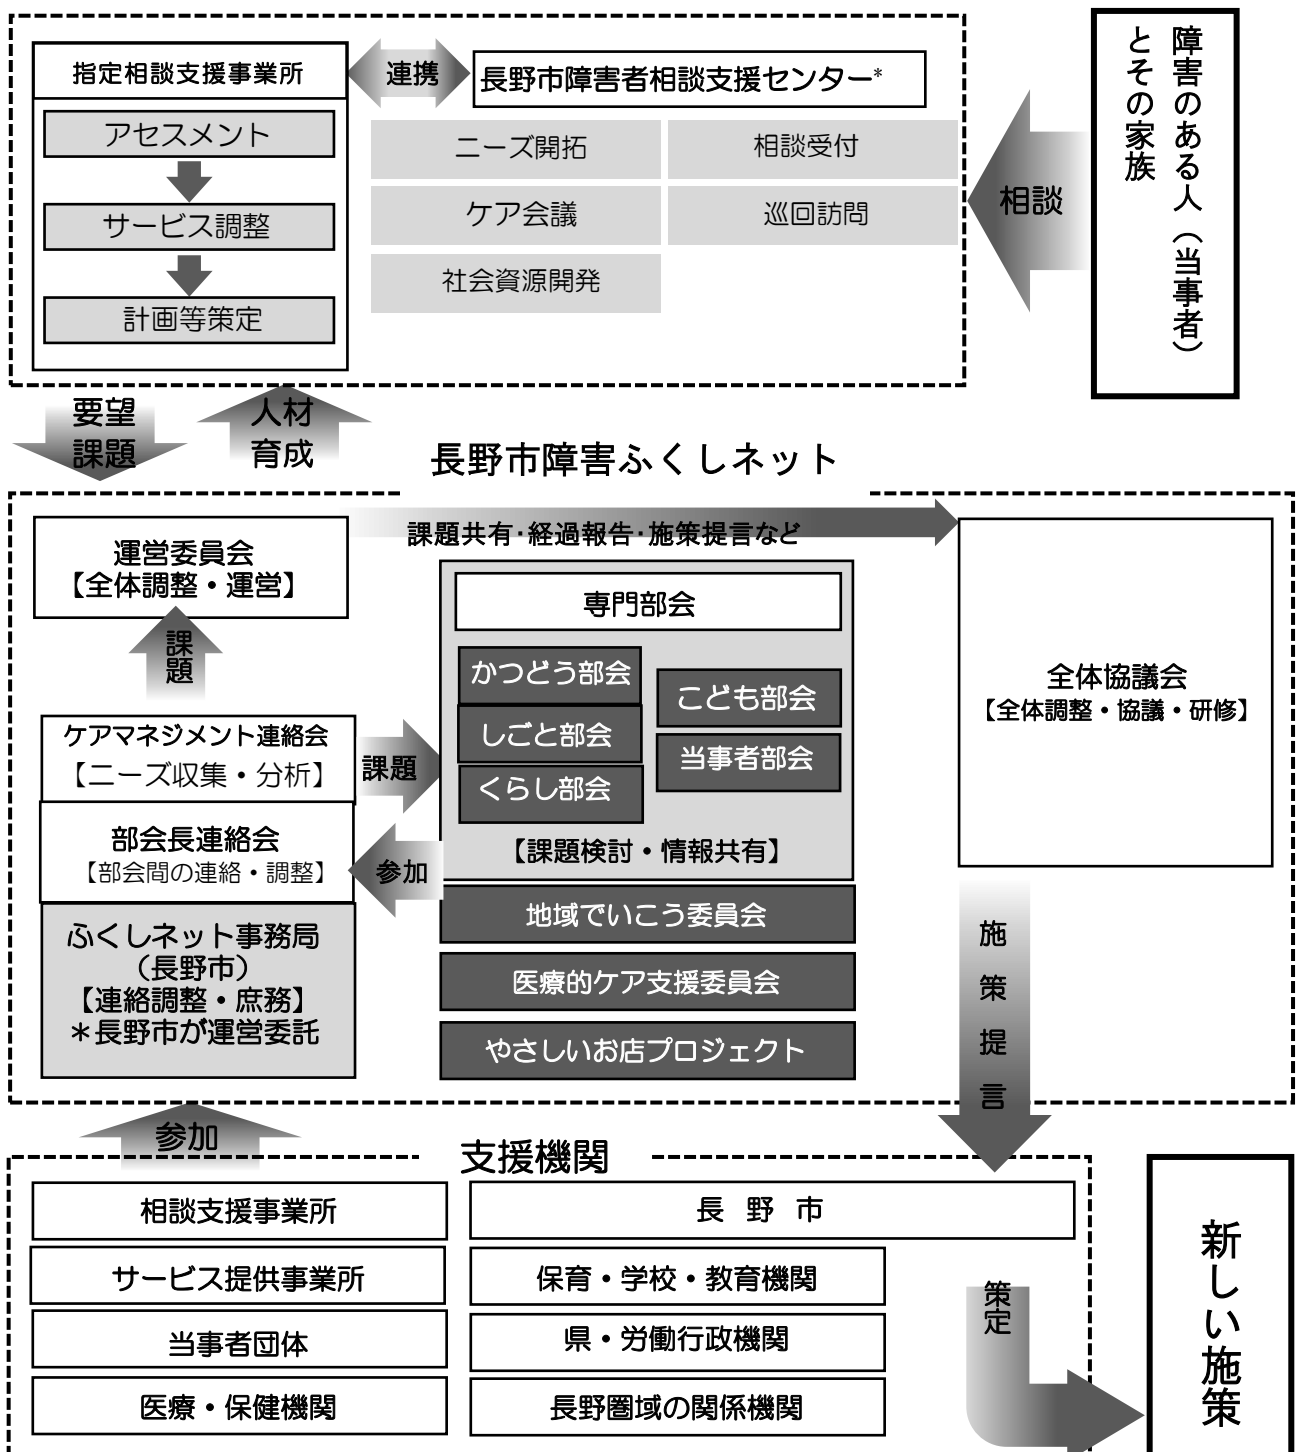 指定相談支援事業所
連携
長野市障害者相談支援センター*
アセスメント
サービス調整
計画等策定
ニーズ開拓
相談受付
ケア会議
巡回訪問
社会資源開発
相談
障害のある人（当事者）
とその家族
要望
課題
人材
育成
長野市障害ふくしネット
運営委員会
【全体調整・運営】
課題共有・経過報告・施策提言など
課題
専門部会
かつどう部会
しごと部会
くらし部会
こども部会
当事者部会
【課題検討・情報共有】
ケアマネジメント連絡会
【ニーズ収集・分析】
課題
部会長連絡会
【部会間の連絡・調整】
参加
ふくしネット事務局
（長野市）
【連絡調整・庶務】
＊長野市が運営委託
地域でいこう委員会
医療的ケア支援委員会
やさしいお店プロジェクト
全体協議会
【全体調整・協議・研修】
施策提言
参加
支援機関
相談支援事業所
サービス提供事業所
当事者団体
医療・保健機関
長 野 市
保育・学校・教育機関
県・労働行政機関
長野圏域の関係機関
策定
新しい施策